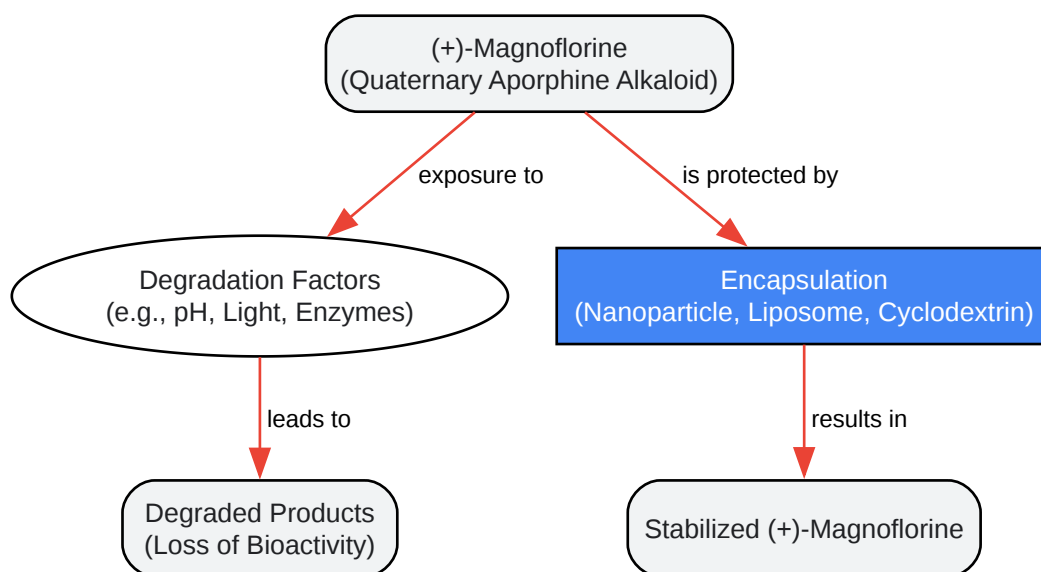 (+)-Magnoflorine
(Quaternary Aporphine Alkaloid)
exposure to
is protected by
Degradation Factors
(e.g., pH, Light, Enzymes)
Encapsulation
(Nanoparticle, Liposome, Cyclodextrin)
leads to
results in
Degraded Products
(Loss of Bioactivity)
Stabilized (+)-Magnoflorine